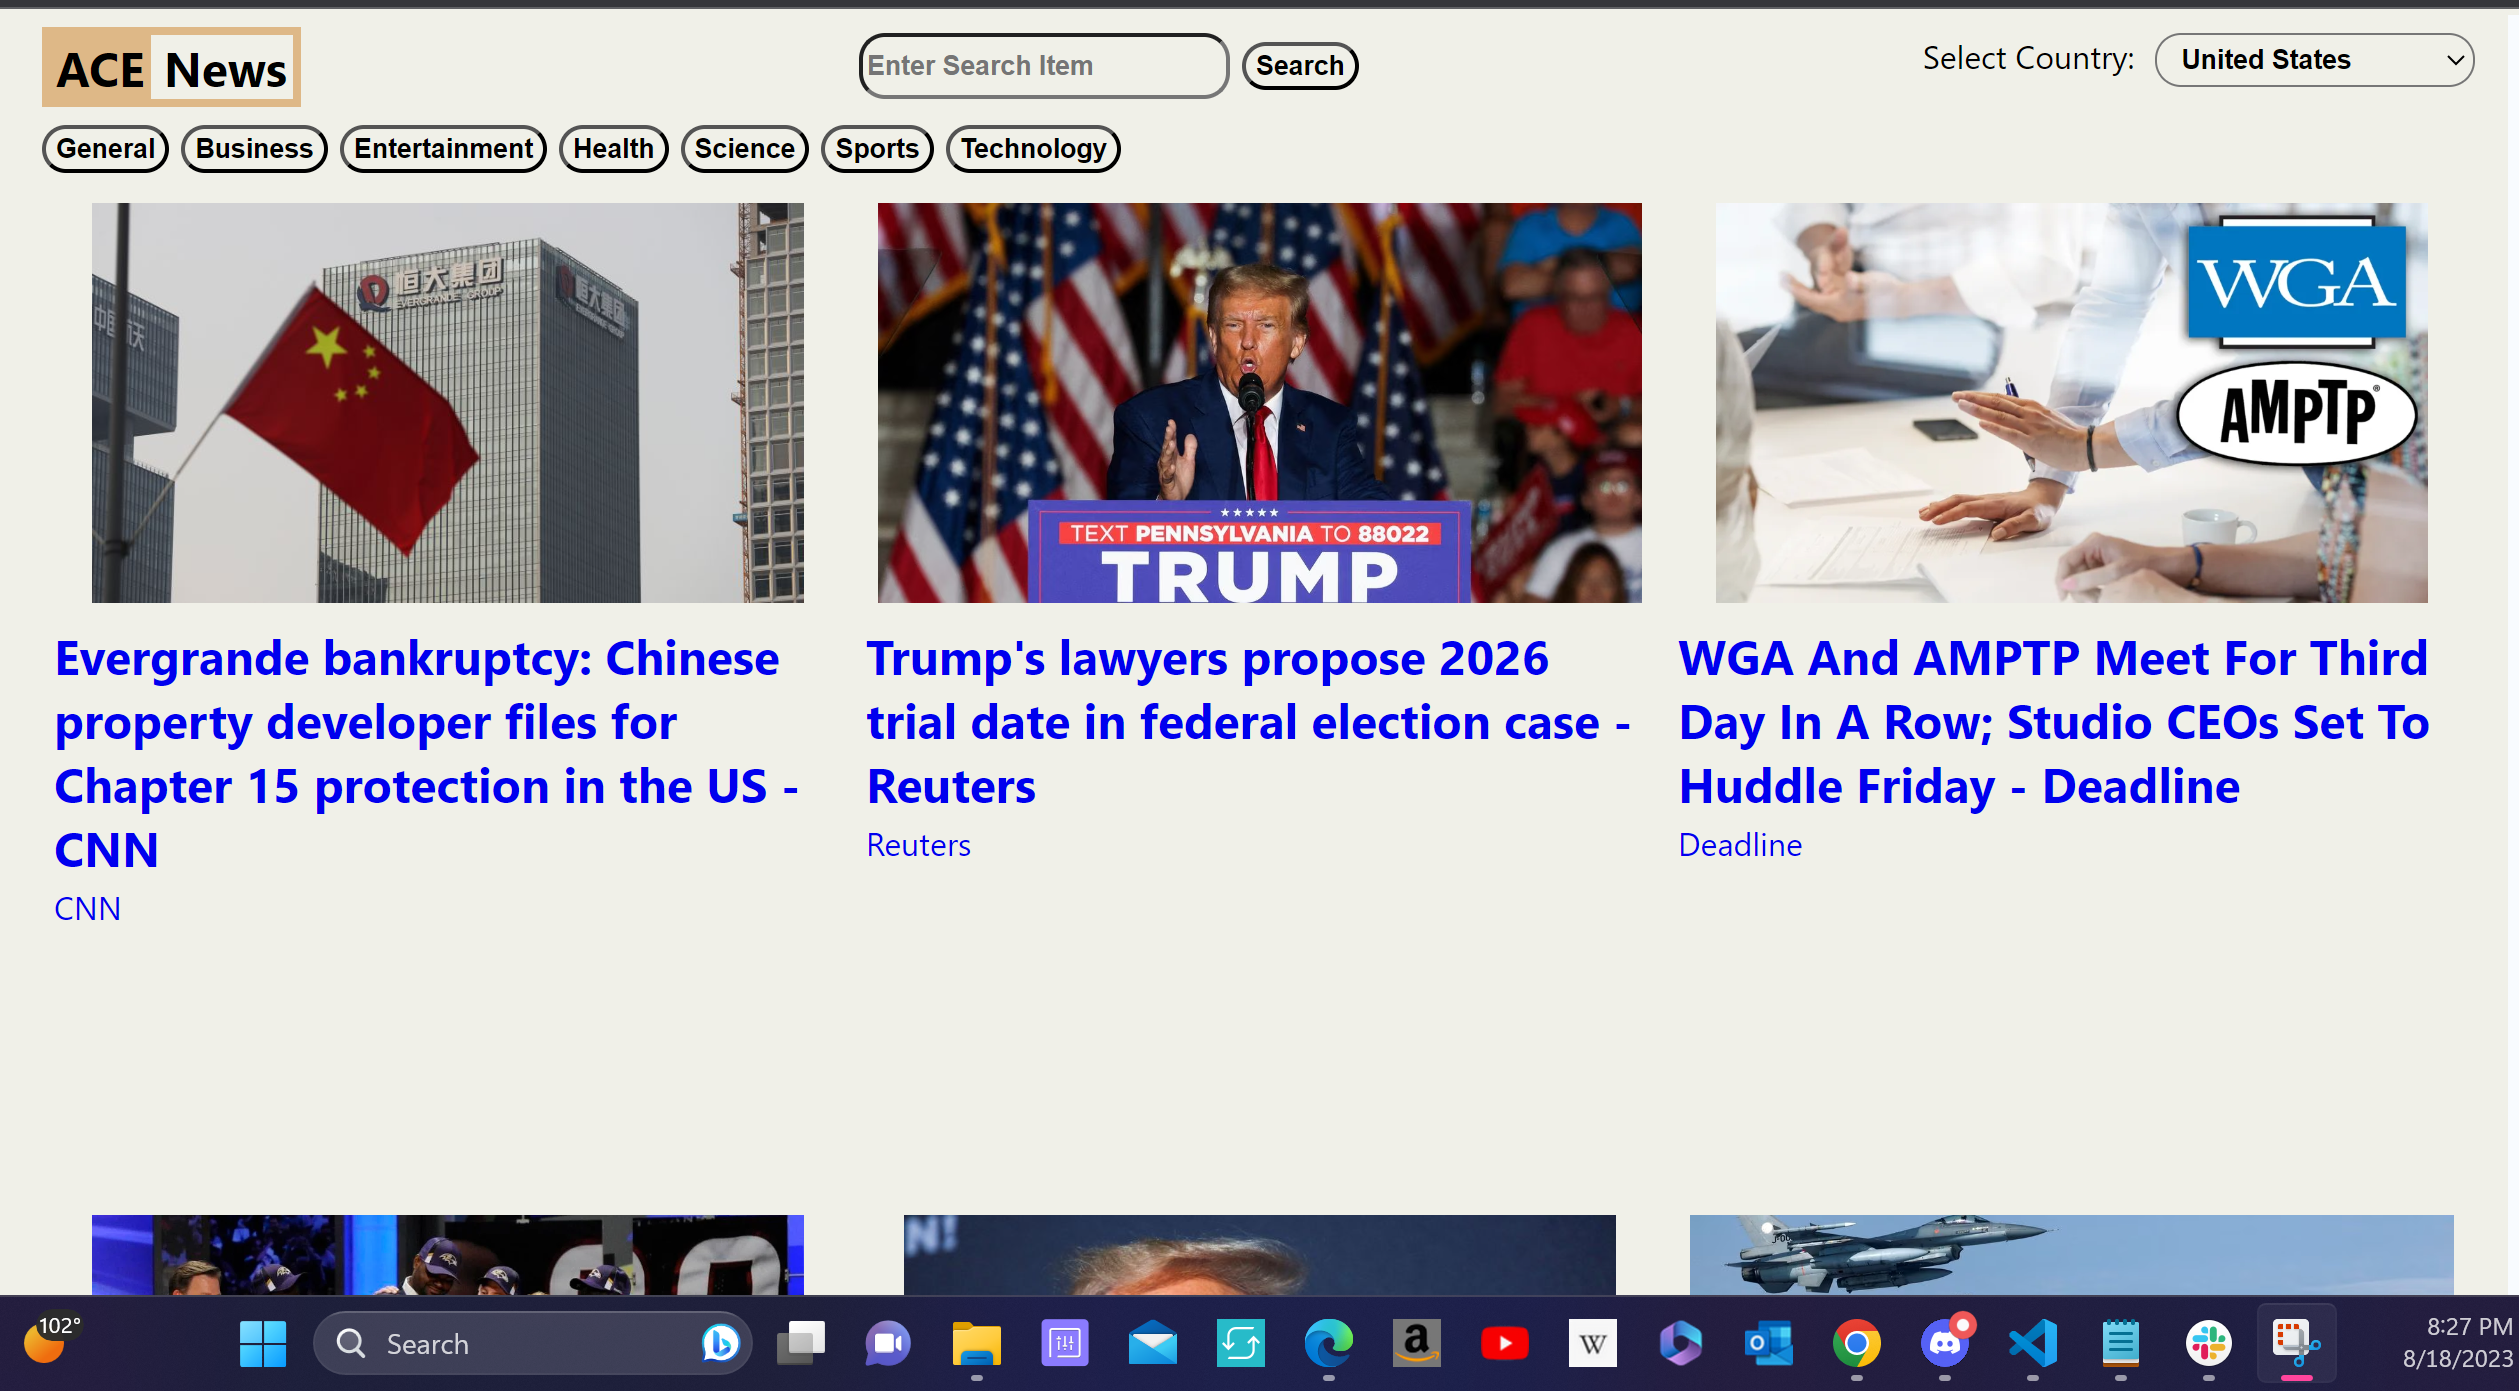 ACE News
Enter Search Item
Search
Select Country:
United States
General
Business
Entertainment
Health
Science
Sports
Technology
恒大集团
EVERGRANDE GROUP
恒大集团
TEXT PENNSYLVANIA TO 88022
TRUMP
WGA
AMPTP
Evergrande bankruptcy: Chinese
property developer files for
Chapter 15 protection in the US -
CNN
CNN
Trump's lawyers propose 2026
trial date in federal election case -
Reuters
Reuters
WGA And AMPTP Meet For Third
Day In A Row; Studio CEOs Set To
Huddle Friday - Deadline
Deadline
N!
102°
Search
8:27 PM
8/18/2023